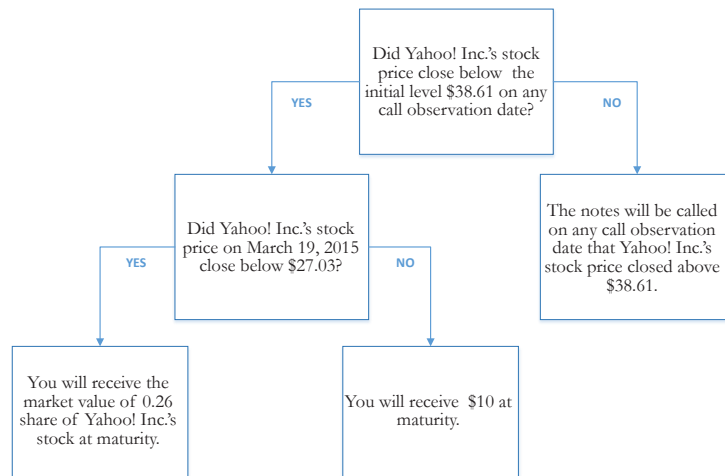 Did Yahoo! Inc.'s stock
price close below the
initial level $38.61 on any
call observation date?
YES
NO
Did Yahoo! Inc.'s stock
price on March 19, 2015
close below $27.03?
The notes will be called
on any call observation
date that Yahoo! Inc.'s
stock price closed above
$38.61.
YES
NO
You will receive the
market value of 0.26
share of Yahoo! Inc.'s
stock at maturity.
You will receive $10 at
maturity.